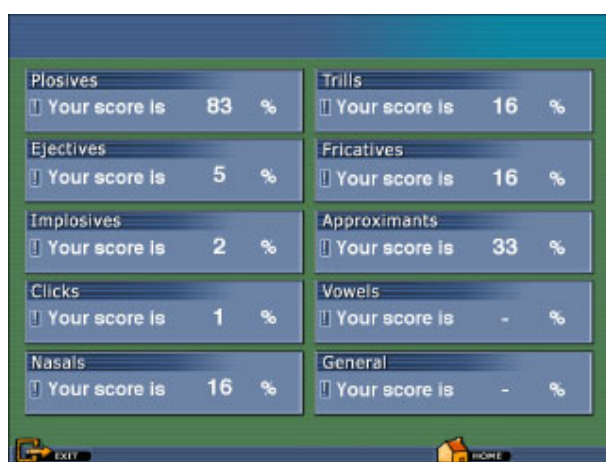 Plosives
Your score is 83 %
Ejectives
Your score is 5 %
Implosives
Your score is 2 %
Clicks
Your score is 1 %
Nasals
Your score is 16 %
Trills
Your score is 16 %
Fricatives
Your score is 16 %
Approximants
Your score is 33 %
Vowels
Your score is - %
General
Your score is - %
EXIT
HOME